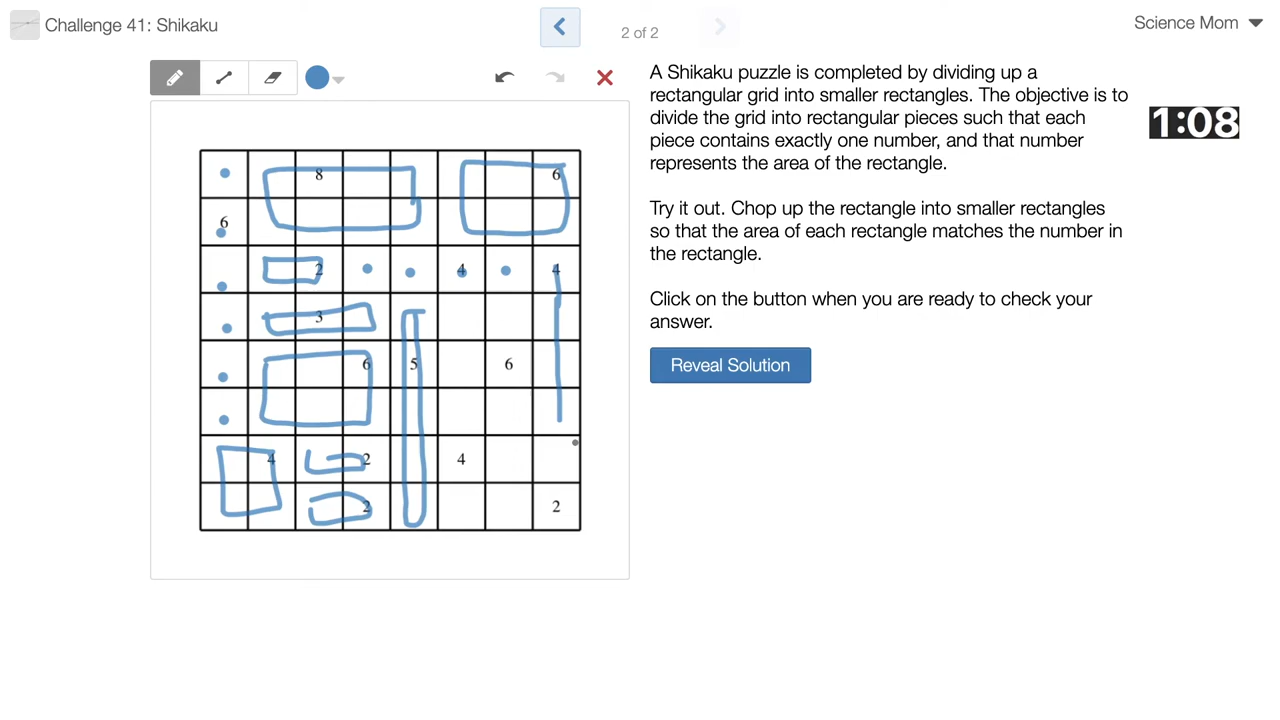 Challenge 41: Shikaku
2 of 2
Science Mom
A Shikaku puzzle is completed by dividing up a
rectangular grid into smaller rectangles. The objective is to
divide the grid into rectangular pieces such that each
piece contains exactly one number, and that number
represents the area of the rectangle.
1:08
Try it out. Chop up the rectangle into smaller rectangles
so that the area of each rectangle matches the number in
the rectangle.
Click on the button when you are ready to check your
answer.
Reveal Solution
8 6
6
2 4 4
3
6 5 6
4 2 4
2 2